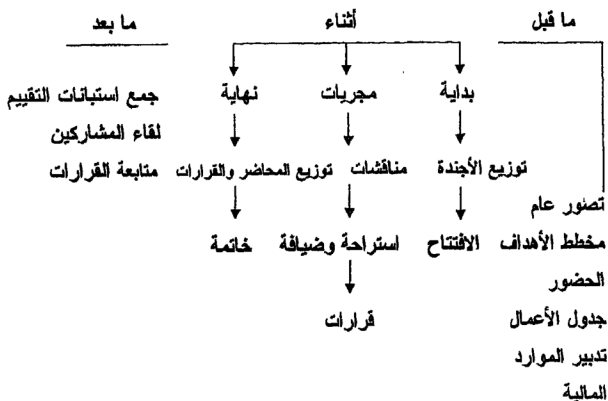 ما قبل
أثناء
ما بعد
بداية
مجريات
نهاية
جمع استبانات التقييم
لقاء المشاركين
متابعة القرارات
توزيع الأجندة
مناقشات
توزيع المحاضر والقرارات
الافتتاح
استراحة وضيافة
خاتمة
قرارات
تصور عام
مخطط الأهداف
الحضور
جدول الأعمال
تدبير الموارد
المالية